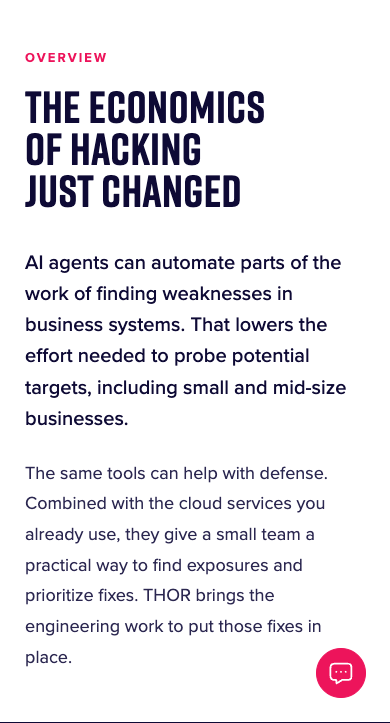 OVERVIEW
THE ECONOMICS
OF HACKING
JUST CHANGED
AI agents can automate parts of the
work of finding weaknesses in
business systems. That lowers the
effort needed to probe potential
targets, including small and mid-size
businesses.
The same tools can help with defense.
Combined with the cloud services you
already use, they give a small team a
practical way to find exposures and
prioritize fixes. THOR brings the
engineering work to put those fixes in
place.